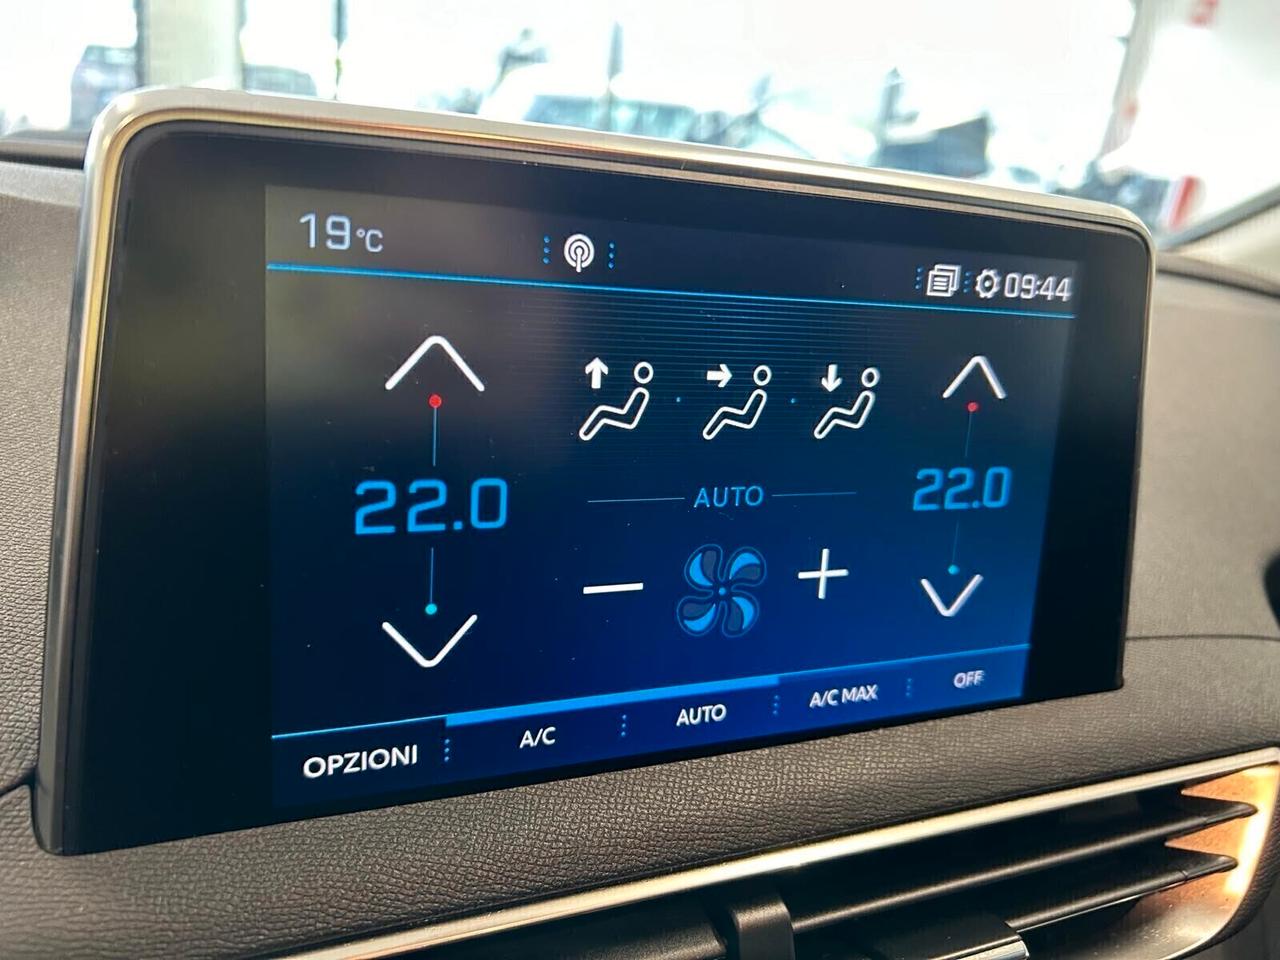 19°C
09:44
22.0
22.0
AUTO
OPZIONI
A/C
AUTO
A/C MAX
OFF